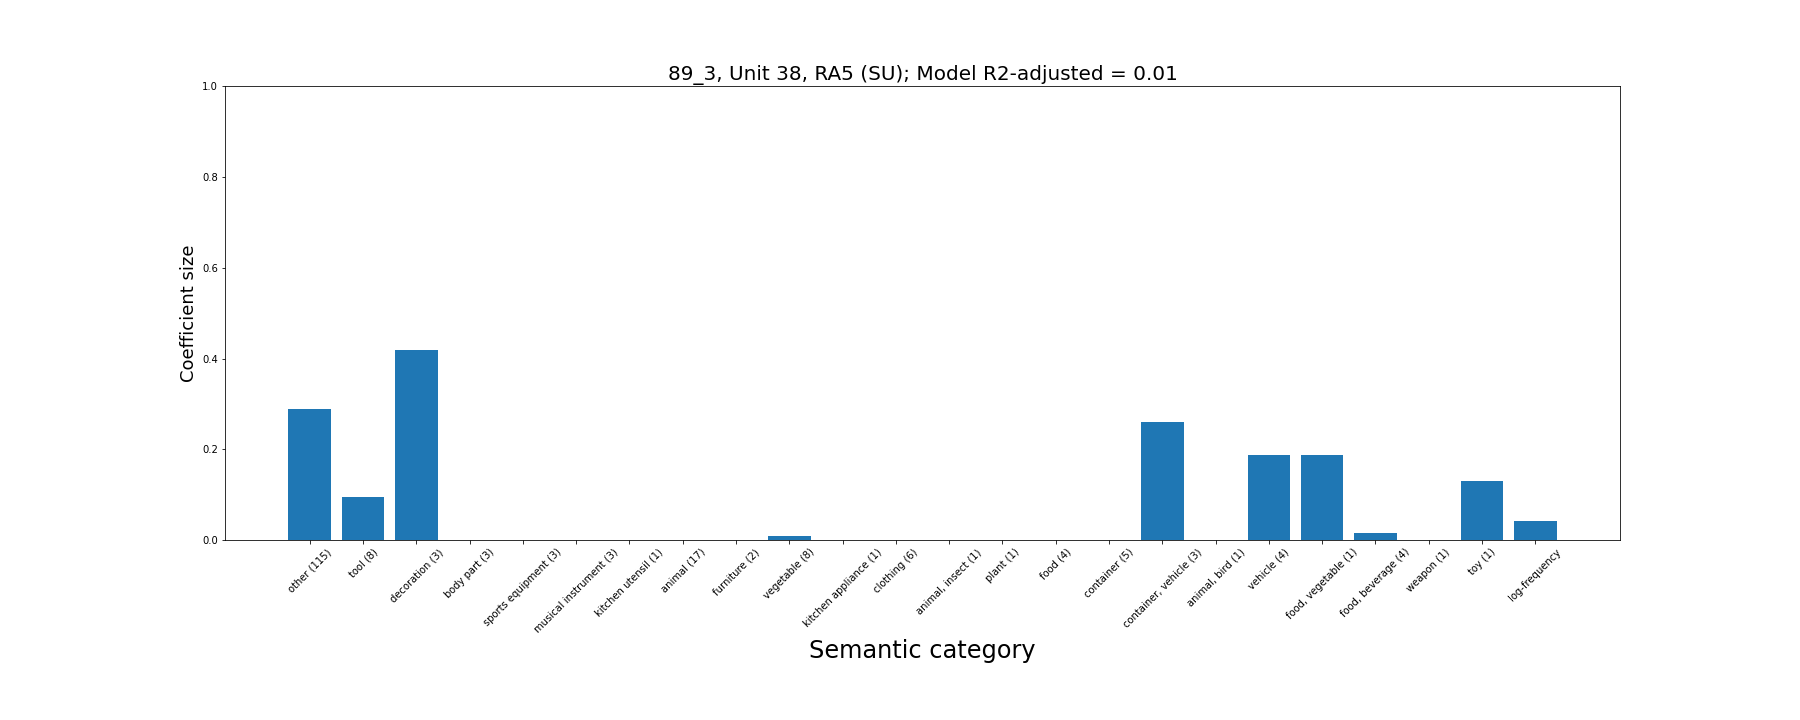 89_3, Unit 38, RA5 (SU); Model R2-adjusted = 0.01
1.0
0.8
0.6
0.4
0.2
0.0
Coefficient size
other (115)
tool (8)
decoration (3)
body part (3)
sports equipment (3)
musical instrument (3)
kitchen utensil (1)
animal (17)
furniture (2)
vegetable (8)
kitchen appliance (1)
clothing (6)
animal, insect (1)
plant (1)
food (4)
container (5)
container, vehicle (3)
animal, bird (1)
vehicle (4)
food, vegetable (1)
food, beverage (4)
weapon (1)
toy (1)
log-frequency
Semantic category